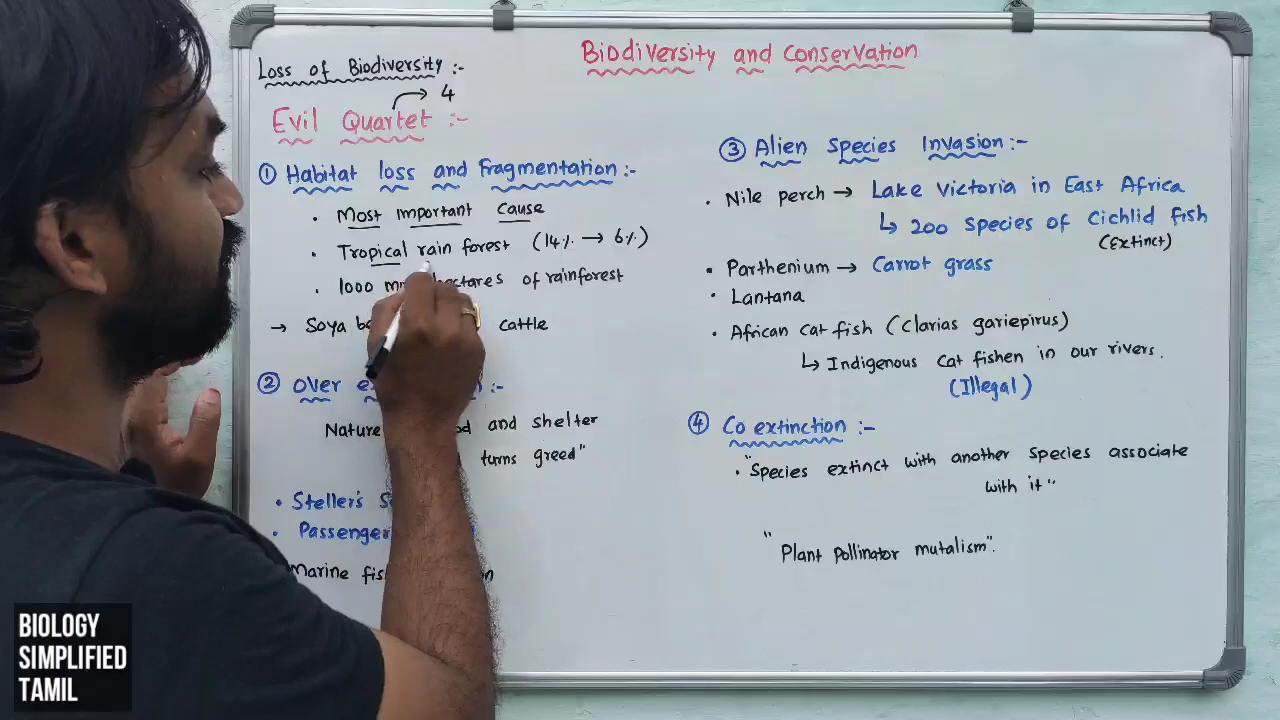 Biodiversity and Conservation
Loss of Biodiversity :-
4
Evil Quartet :-
① Habitat loss and Fragmentation :-
• Most important cause
• Tropical rain forest (14% → 6%)
• 1000 hectares of rainforest
→ Soya cattle
② Over :-
Nature and shelter
turns greed"
• Steller's
• Passenger
Marine
③ Alien Species Invasion :-
• Nile perch → Lake Victoria in East Africa
↳ 200 Species of Cichlid fish
(Extinct)
• Parthenium → Carrot grass
• Lantana
• African cat fish (Clarias gariepirus)
↳ Indigenous cat fishen in our rivers.
(Illegal)
④ Co extinction :-
• "Species extinct with another species associate
with it"
"Plant pollinator mutalism".
BIOLOGY
SIMPLIFIED
TAMIL